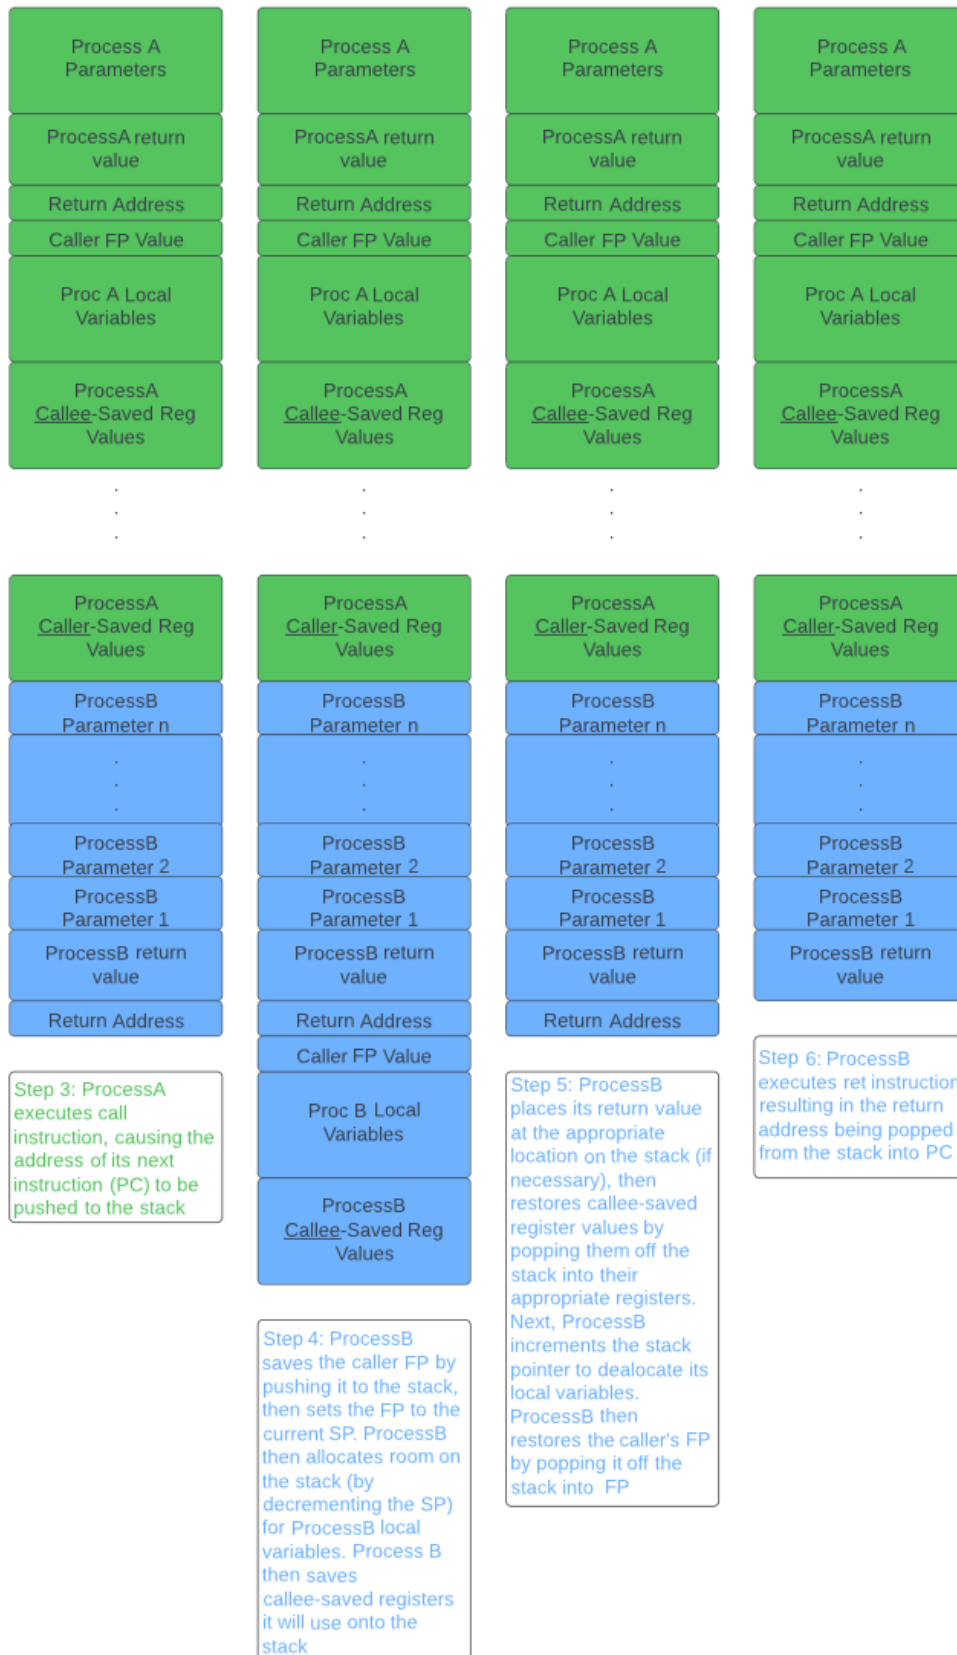 Process A
Parameters
ProcessA return
value
Return Address
Caller FP Value
Proc A Local
Variables
ProcessA
Callee-Saved Reg
Values
.
.
.
ProcessA
Caller-Saved Reg
Values
ProcessB
Parameter n
.
.
.
ProcessB
Parameter 2
ProcessB
Parameter 1
ProcessB return
value
Return Address
Step 3: ProcessA
executes call
instruction, causing the
address of its next
instruction (PC) to be
pushed to the stack
Process A
Parameters
ProcessA return
value
Return Address
Caller FP Value
Proc A Local
Variables
ProcessA
Callee-Saved Reg
Values
.
.
.
ProcessA
Caller-Saved Reg
Values
ProcessB
Parameter n
.
.
.
ProcessB
Parameter 2
ProcessB
Parameter 1
ProcessB return
value
Return Address
Caller FP Value
Proc B Local
Variables
ProcessB
Callee-Saved Reg
Values
Step 4: ProcessB
saves the caller FP by
pushing it to the stack,
then sets the FP to the
current SP. ProcessB
then allocates room on
the stack (by
decrementing the SP)
for ProcessB local
variables. Process B
then saves
callee-saved registers
it will use onto the
stack
Process A
Parameters
ProcessA return
value
Return Address
Caller FP Value
Proc A Local
Variables
ProcessA
Callee-Saved Reg
Values
.
.
.
ProcessA
Caller-Saved Reg
Values
ProcessB
Parameter n
.
.
.
ProcessB
Parameter 2
ProcessB
Parameter 1
ProcessB return
value
Return Address
Step 5: ProcessB
places its return value
at the appropriate
location on the stack (if
necessary), then
restores callee-saved
register values by
popping them off the
stack into their
appropriate registers.
Next, ProcessB
increments the stack
pointer to dealocate its
local variables.
ProcessB then
restores the caller's FP
by popping it off the
stack into FP
Process A
Parameters
ProcessA return
value
Return Address
Caller FP Value
Proc A Local
Variables
ProcessA
Callee-Saved Reg
Values
.
.
.
ProcessA
Caller-Saved Reg
Values
ProcessB
Parameter n
.
.
.
ProcessB
Parameter 2
ProcessB
Parameter 1
ProcessB return
value
Step 6: ProcessB
executes ret instruction
resulting in the return
address being popped
from the stack into PC